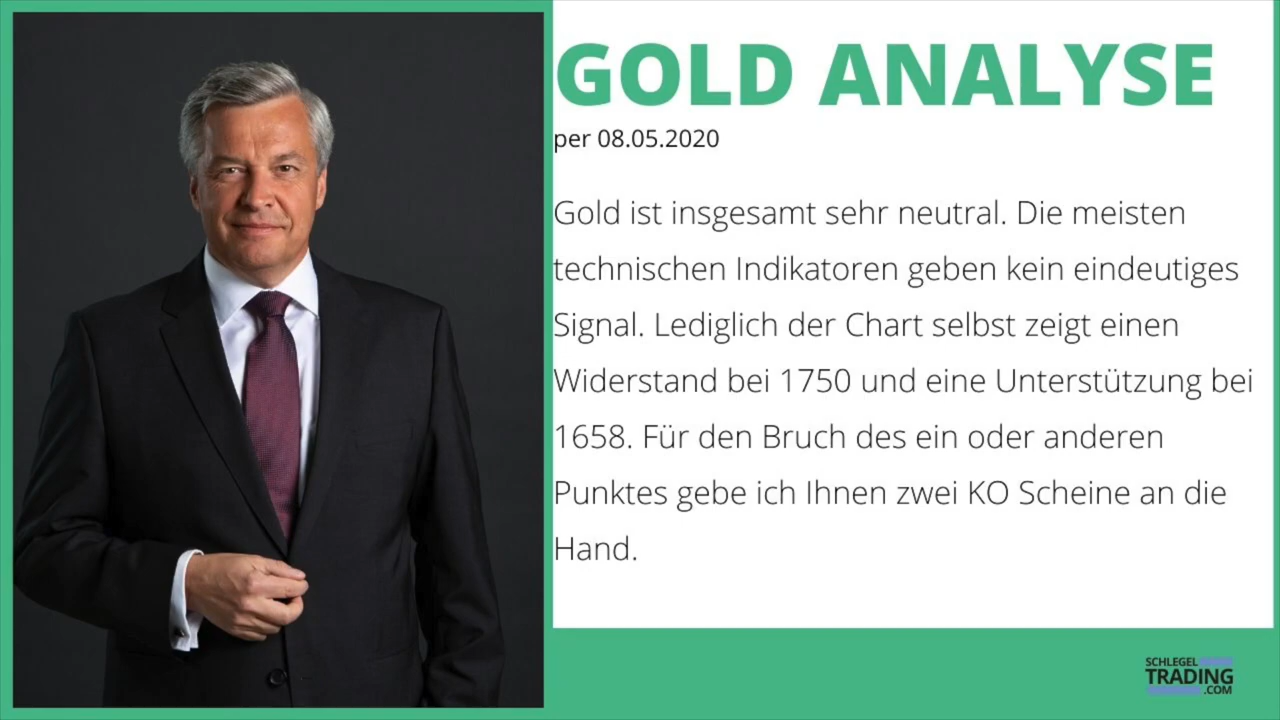 GOLD ANALYSE
per 08.05.2020
Gold ist insgesamt sehr neutral. Die meisten
technischen Indikatoren geben kein eindeutiges
Signal. Lediglich der Chart selbst zeigt einen
Widerstand bei 1750 und eine Unterstützung bei
1658. Für den Bruch des ein oder anderen
Punktes gebe ich Ihnen zwei KO Scheine an die
Hand.
SCHLEGEL
TRADING
.COM